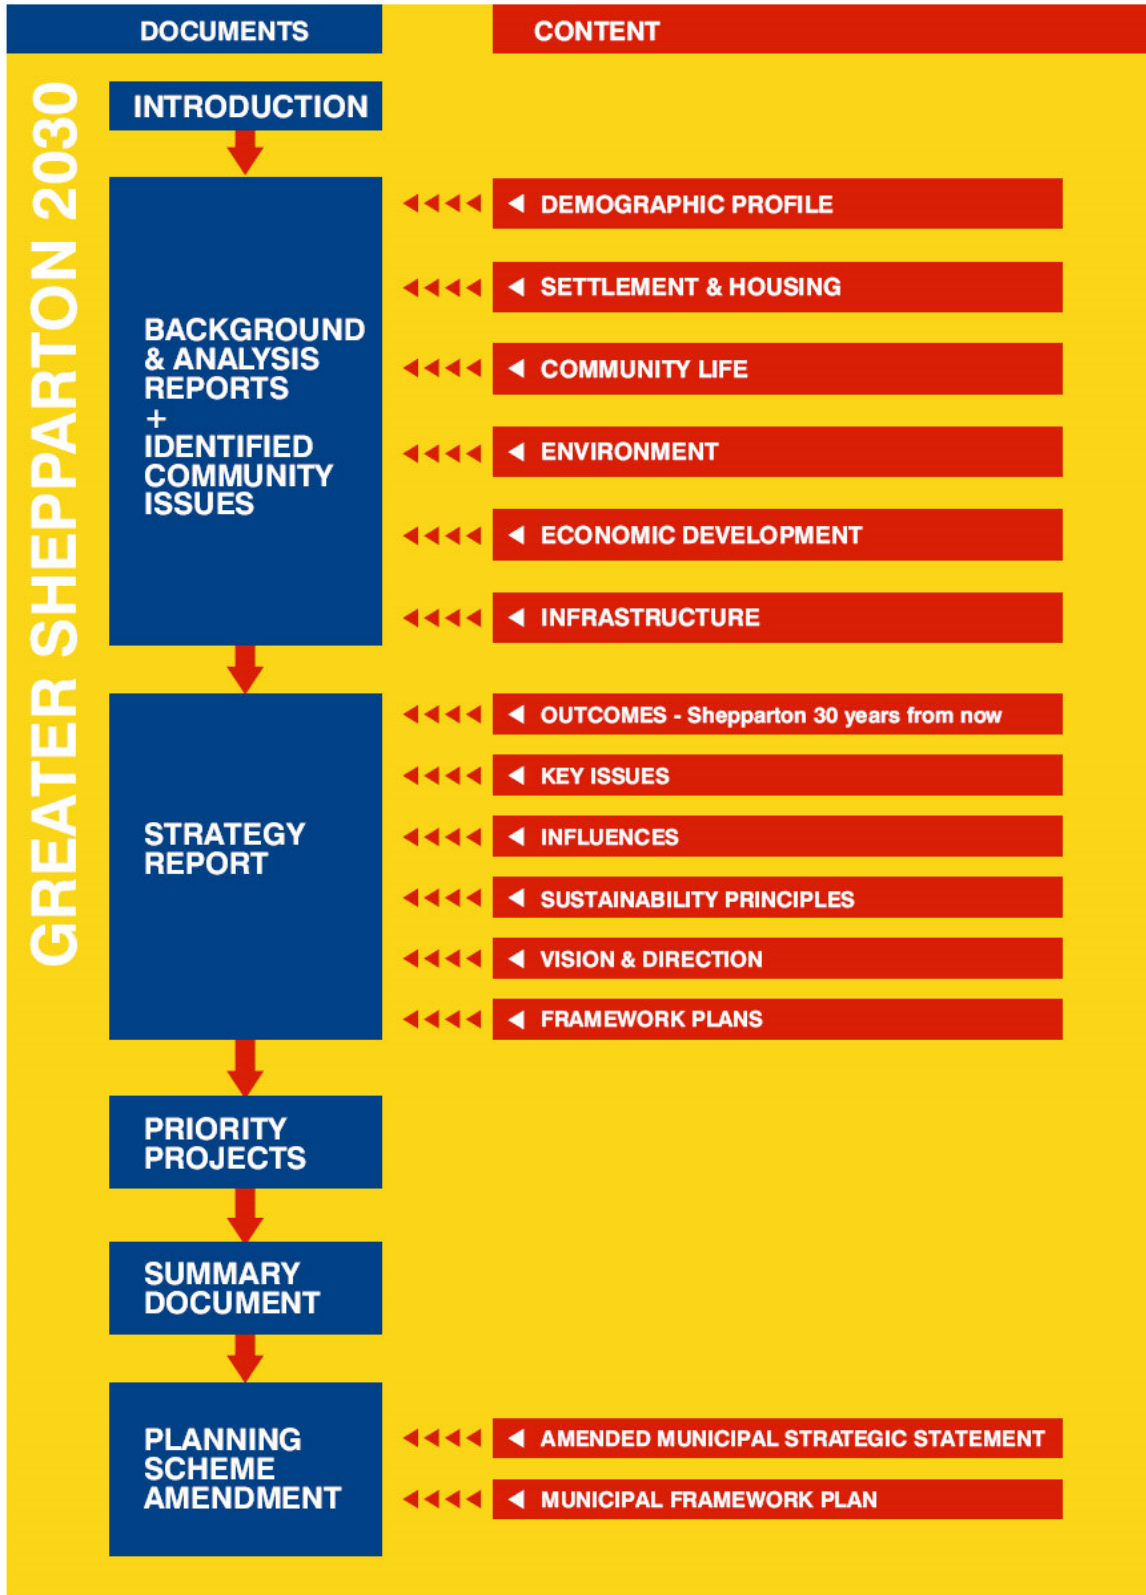 DOCUMENTS
CONTENT
GREATER SHEPPARTON 2030
INTRODUCTION
BACKGROUND
& ANALYSIS
REPORTS
+
IDENTIFIED
COMMUNITY
ISSUES
DEMOGRAPHIC PROFILE
SETTLEMENT & HOUSING
COMMUNITY LIFE
ENVIRONMENT
ECONOMIC DEVELOPMENT
INFRASTRUCTURE
STRATEGY
REPORT
OUTCOMES - Shepparton 30 years from now
KEY ISSUES
INFLUENCES
SUSTAINABILITY PRINCIPLES
VISION & DIRECTION
FRAMEWORK PLANS
PRIORITY
PROJECTS
SUMMARY
DOCUMENT
PLANNING
SCHEME
AMENDMENT
AMENDED MUNICIPAL STRATEGIC STATEMENT
MUNICIPAL FRAMEWORK PLAN